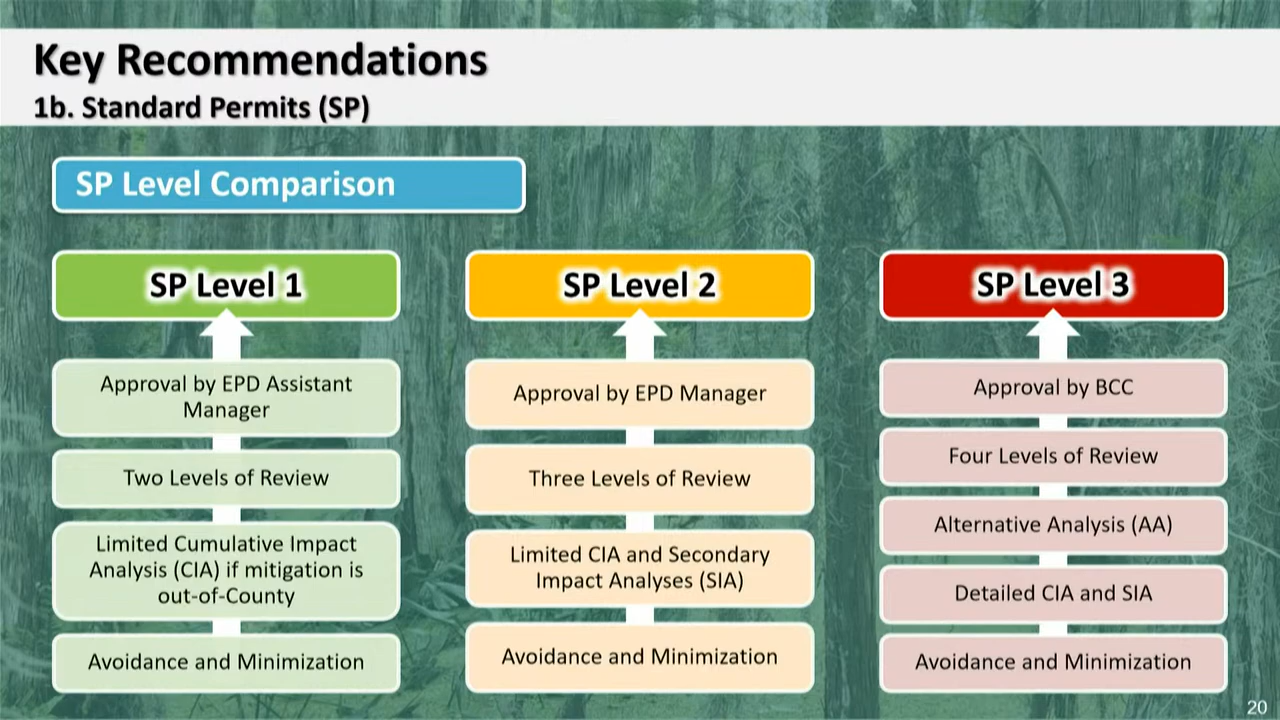 Key Recommendations
1b. Standard Permits (SP)
SP Level Comparison
SP Level 1
Approval by EPD Assistant
Manager
Two Levels of Review
Limited Cumulative Impact
Analysis (CIA) if mitigation is
out-of-County
Avoidance and Minimization
SP Level 2
Approval by EPD Manager
Three Levels of Review
Limited CIA and Secondary
Impact Analyses (SIA)
Avoidance and Minimization
SP Level 3
Approval by BCC
Four Levels of Review
Alternative Analysis (AA)
Detailed CIA and SIA
Avoidance and Minimization
20